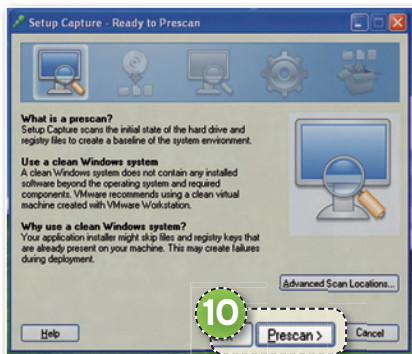 Setup Capture - Ready to Prescan
What is a prescan?
Setup Capture scans the initial state of the hard drive and
registry files to create a baseline of the system environment.
Use a clean Windows system
A clean Windows system does not contain any installed
software beyond the operating system and required
components. VMware recommends using a clean virtual
machine created with VMware Workstation.
Why use a clean Windows system?
Your application installer might skip files and registry keys that
are already present on your machine. This may create failures
during deployment.
Advanced Scan Locations...
10
Help
Prescan >
Cancel